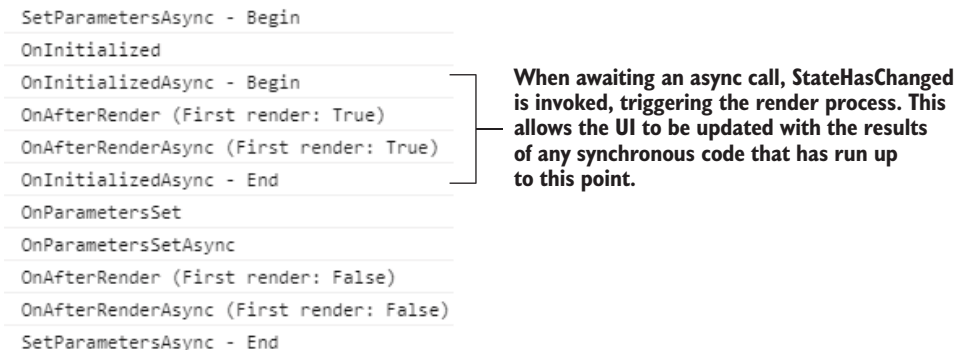 SetParametersAsync - Begin
OnInitialized
OnInitializedAsync - Begin
OnAfterRender (First render: True)
OnAfterRenderAsync (First render: True)
OnInitializedAsync - End
OnParametersSet
OnParametersSetAsync
OnAfterRender (First render: False)
OnAfterRenderAsync (First render: False)
SetParametersAsync - End
When awaiting an async call, StateHasChanged
is invoked, triggering the render process. This
allows the UI to be updated with the results
of any synchronous code that has run up
to this point.